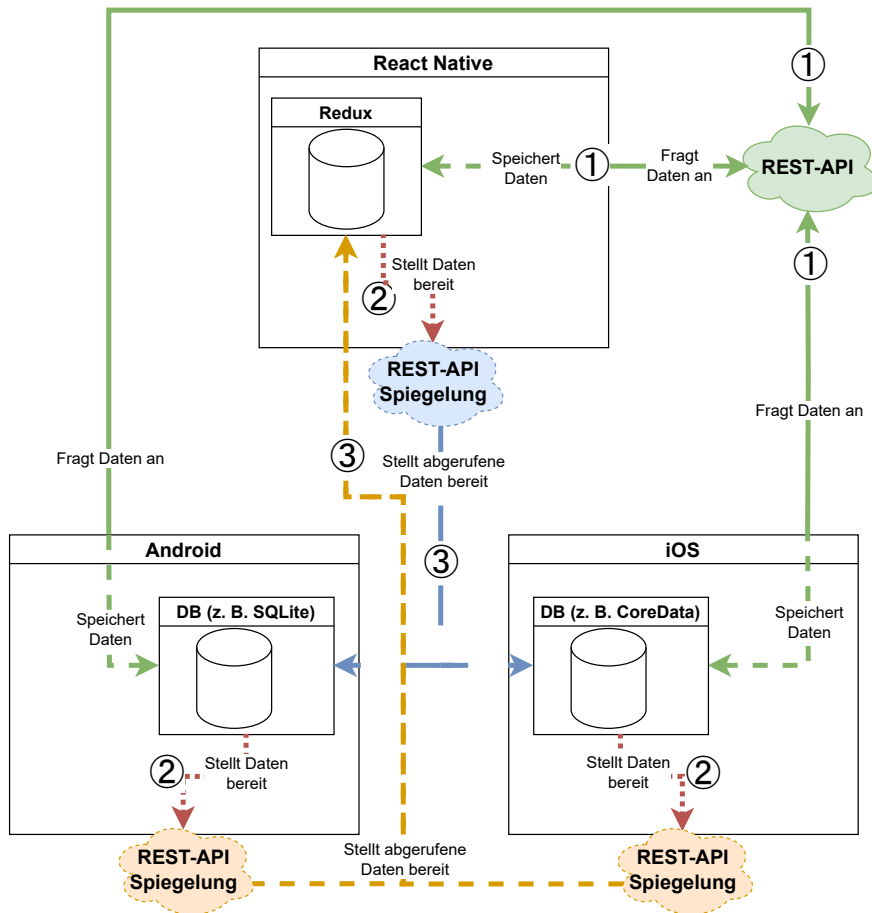 ①
React Native
Redux
Speichert
Daten
①
Fragt
Daten an
REST-API
①
Stellt Daten
bereit
②
REST-API
Spiegelung
Fragt Daten an
Fragt Daten an
③
Stellt abgerufene
Daten bereit
③
Android
iOS
DB (z. B. SQLite)
DB (z. B. CoreData)
Speichert
Daten
Speichert
Daten
②
Stellt Daten
bereit
Stellt Daten
bereit
②
Stellt abgerufene
Daten bereit
REST-API
Spiegelung
REST-API
Spiegelung